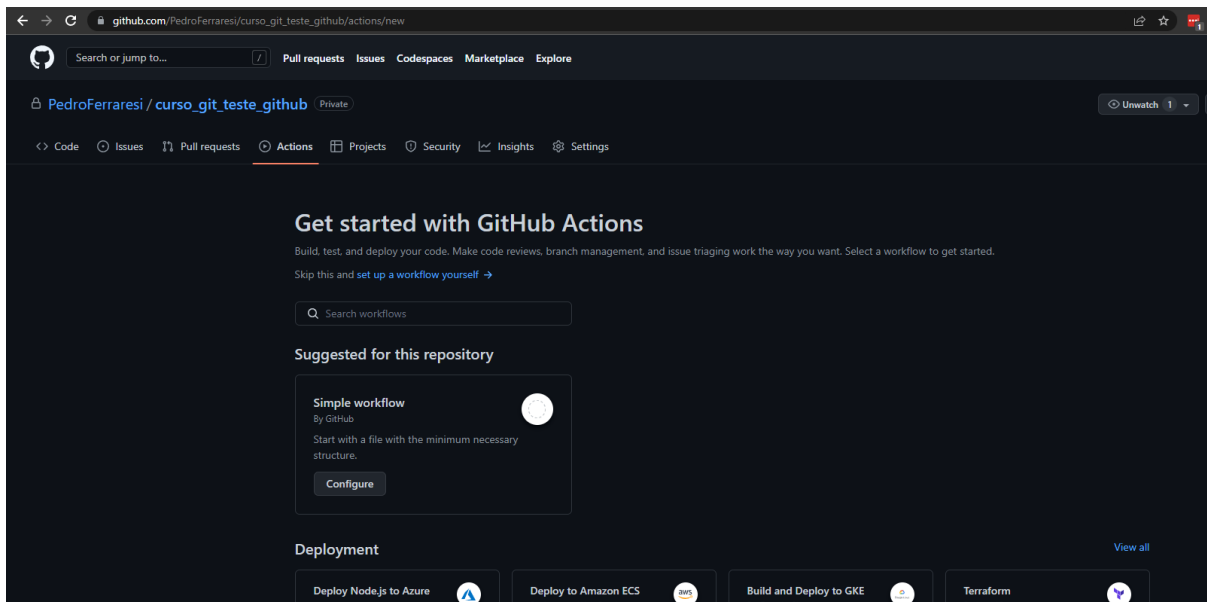 github.com/PedroFerraresi/curso_git_teste_github/actions/new
1
Search or jump to... /
Pull requests Issues Codespaces Marketplace Explore
PedroFerraresi / curso_git_teste_github Private
Unwatch 1
Code Issues Pull requests Actions Projects Security Insights Settings
Get started with GitHub Actions
Build, test, and deploy your code. Make code reviews, branch management, and issue triaging work the way you want. Select a workflow to get started.
Skip this and set up a workflow yourself →
Search workflows
Suggested for this repository
Simple workflow
By GitHub
Start with a file with the minimum necessary
structure.
Configure
Deployment View all
Deploy Node.js to Azure Deploy to Amazon ECS aws Build and Deploy to GKE Terraform